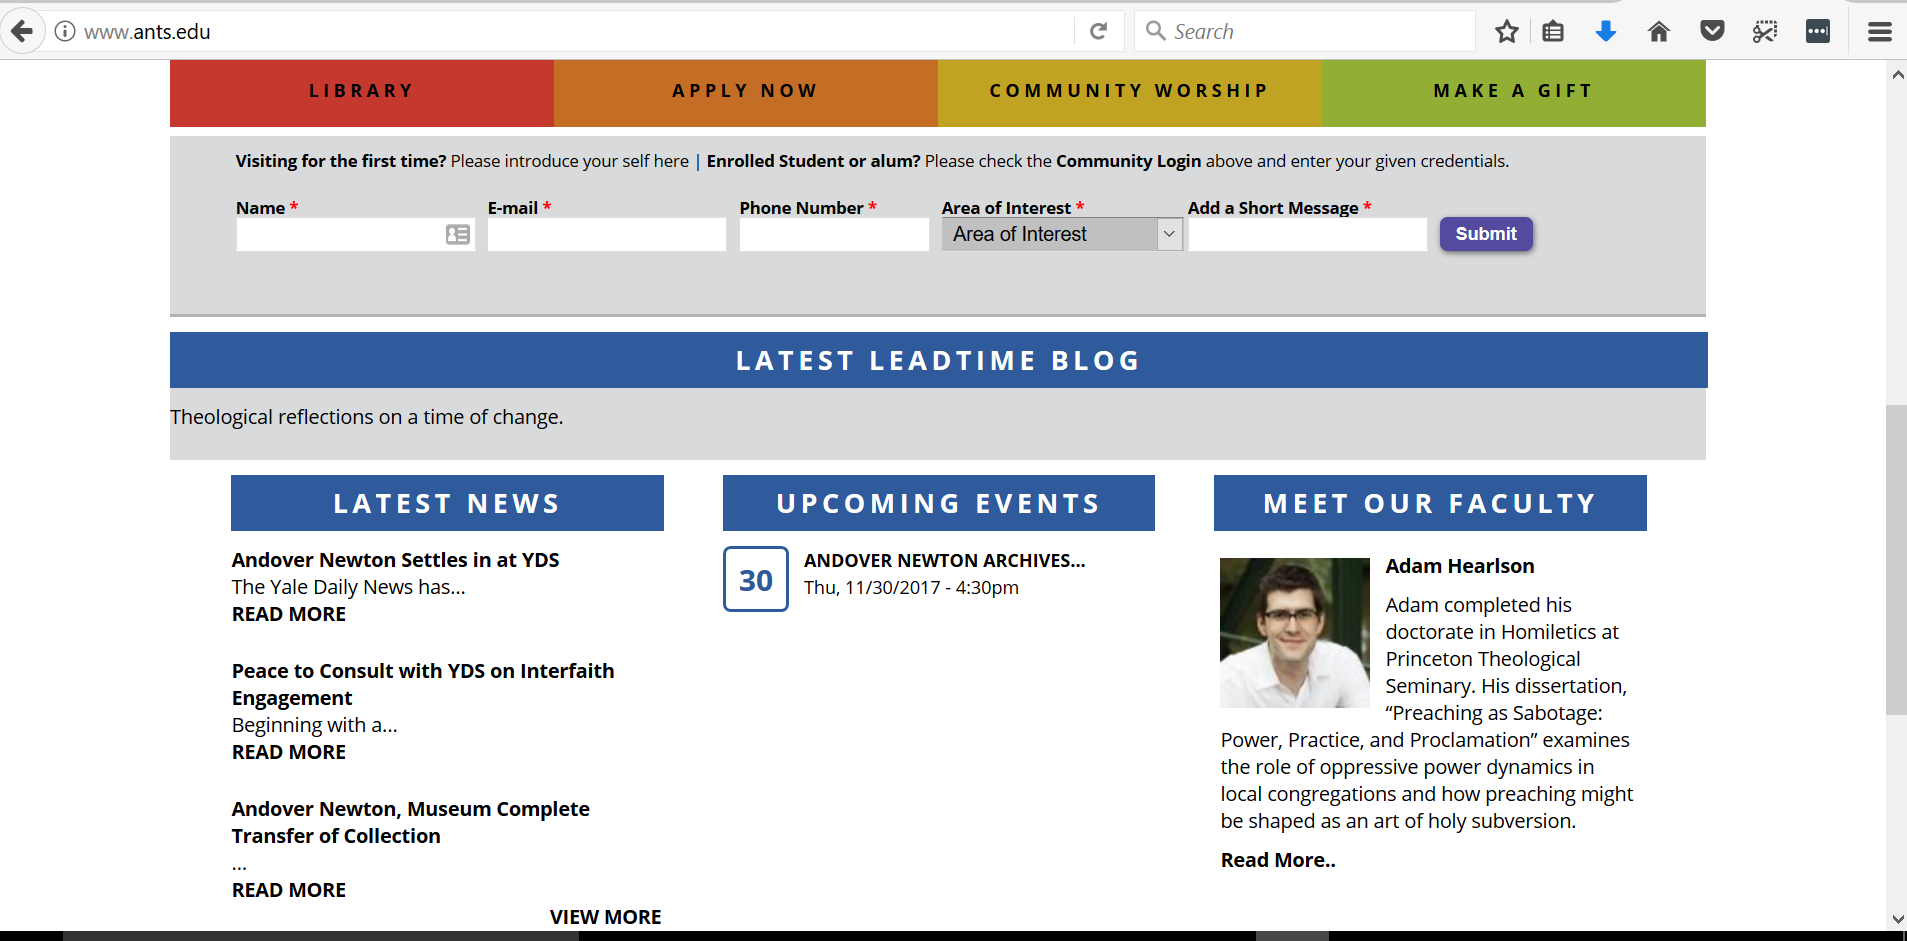 www.ants.edu
Search
LIBRARY
APPLY NOW
COMMUNITY WORSHIP
MAKE A GIFT
Visiting for the first time? Please introduce your self here | Enrolled Student or alum? Please check the Community Login above and enter your given credentials.
Name *
E-mail *
Phone Number *
Area of Interest *
Add a Short Message *
Area of Interest
Submit
LATEST LEADTIME BLOG
Theological reflections on a time of change.
LATEST NEWS
Andover Newton Settles in at YDS
The Yale Daily News has...
READ MORE
Peace to Consult with YDS on Interfaith
Engagement
Beginning with a...
READ MORE
Andover Newton, Museum Complete
Transfer of Collection
...
READ MORE
VIEW MORE
UPCOMING EVENTS
30
ANDOVER NEWTON ARCHIVES...
Thu, 11/30/2017 - 4:30pm
MEET OUR FACULTY
Adam Hearlson
Adam completed his
doctorate in Homiletics at
Princeton Theological
Seminary. His dissertation,
“Preaching as Sabotage:
Power, Practice, and Proclamation” examines
the role of oppressive power dynamics in
local congregations and how preaching might
be shaped as an art of holy subversion.
Read More..